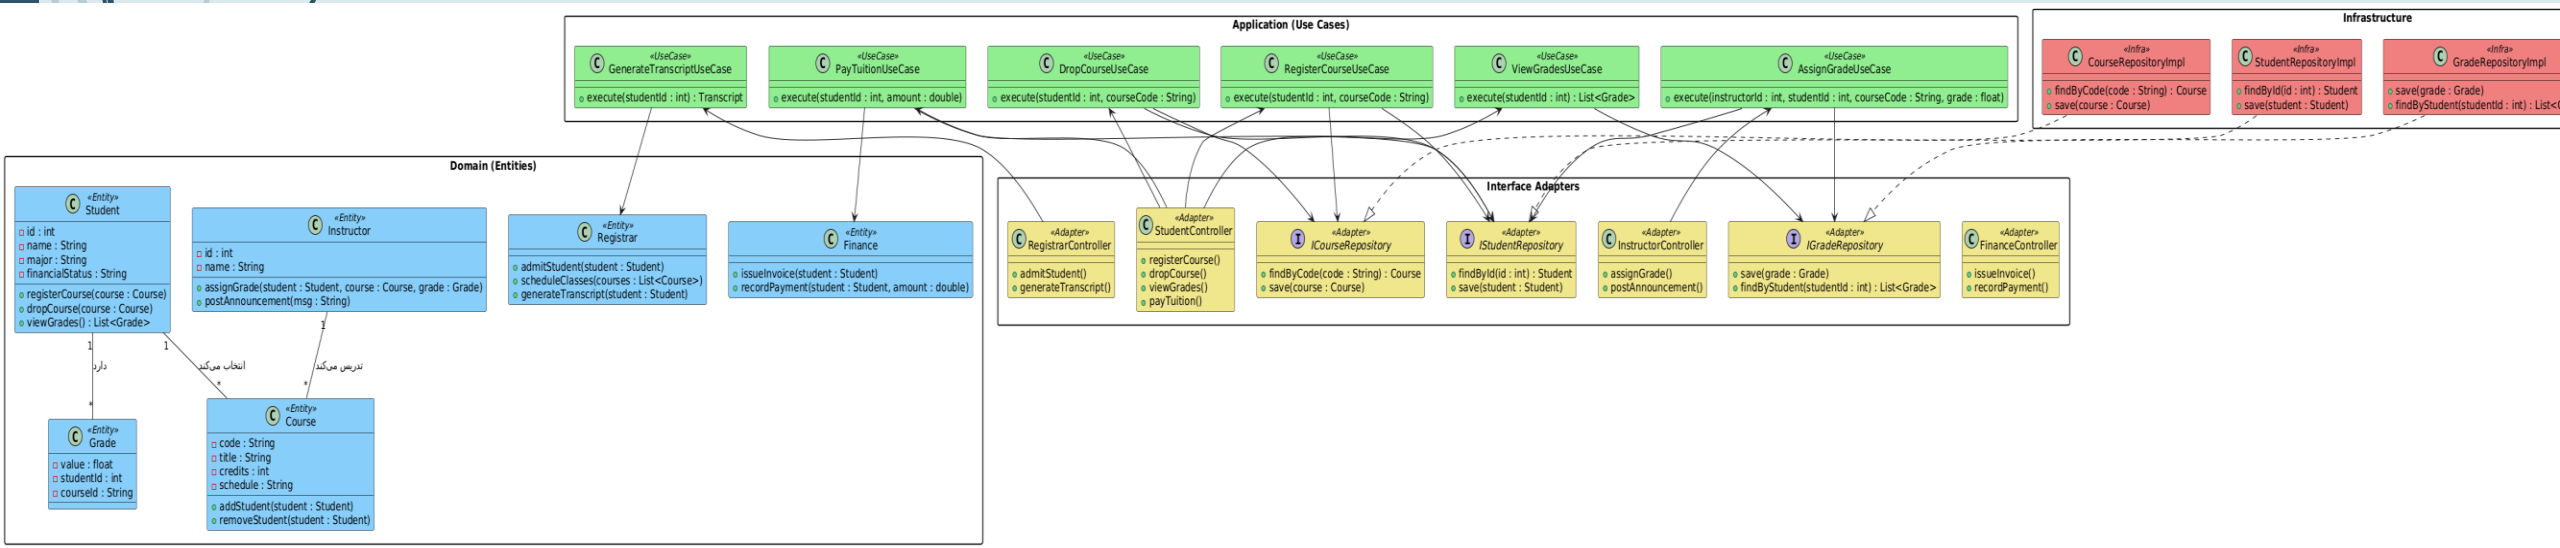 Application (Use Cases)
«UseCase»
GenerateTranscriptUseCase
execute(studentId : int) : Transcript
«UseCase»
PayTuitionUseCase
execute(studentId : int, amount : double)
«UseCase»
DropCourseUseCase
execute(studentId : int, courseCode : String)
«UseCase»
RegisterCourseUseCase
execute(studentId : int, courseCode : String)
«UseCase»
ViewGradesUseCase
execute(studentId : int) : List<Grade>
«UseCase»
AssignGradeUseCase
execute(instructorId : int, studentId : int, courseCode : String, grade : float)
Infrastructure
«Infra»
CourseRepositoryImpl
findByCode(code : String) : Course
save(course : Course)
«Infra»
StudentRepositoryImpl
findById(id : int) : Student
save(student : Student)
«Infra»
GradeRepositoryImpl
save(grade : Grade)
findByStudent(studentId : int) :
Domain (Entities)
«Entity»
Student
id : int
name : String
major : String
financialStatus : String
registerCourse(course : Course)
dropCourse(course : Course)
viewGrades() : List<Grade>
«Entity»
Instructor
id : int
name : String
assignGrade(student : Student, course : Course, grade : Grade)
postAnnouncement(msg : String)
«Entity»
Registrar
admitStudent(student : Student)
scheduleClasses(courses : List<Course>)
generateTranscript(student : Student)
«Entity»
Finance
issueInvoice(student : Student)
recordPayment(student : Student, amount : double)
1
دارد
*
1
انتخاب می‌کند
*
1
تدریس می‌کند
*
«Entity»
Grade
value : float
studentId : int
courseId : String
«Entity»
Course
code : String
title : String
credits : int
schedule : String
addStudent(student : Student)
removeStudent(student : Student)
Interface Adapters
«Adapter»
RegistrarController
admitStudent()
generateTranscript()
«Adapter»
StudentController
registerCourse()
dropCourse()
viewGrades()
payTuition()
«Adapter»
ICourseRepository
findByCode(code : String) : Course
save(course : Course)
«Adapter»
IStudentRepository
findById(id : int) : Student
save(student : Student)
«Adapter»
InstructorController
assignGrade()
postAnnouncement()
«Adapter»
IGradeRepository
save(grade : Grade)
findByStudent(studentId : int) : List<Grade>
«Adapter»
FinanceController
issueInvoice()
recordPayment()